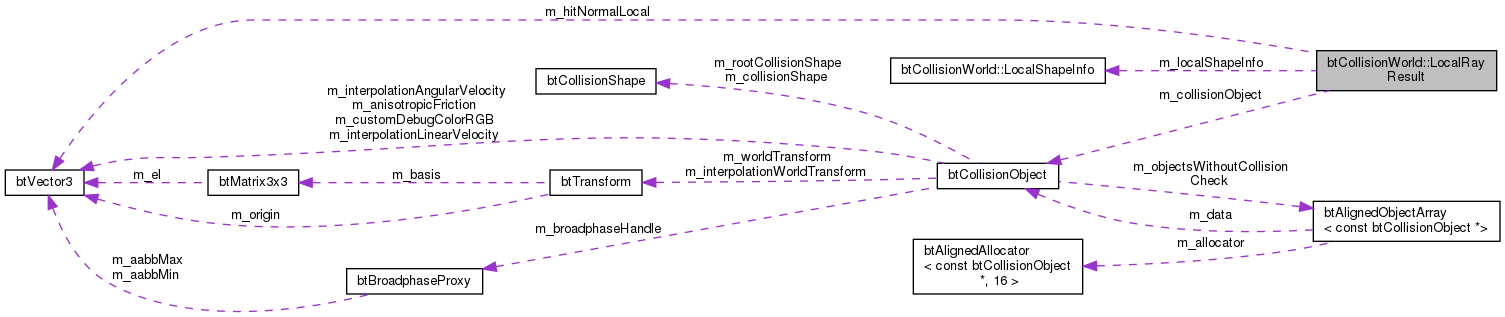 m_hitNormalLocal
btCollisionWorld::LocalRay
Result
m_localShapeInfo
btCollisionWorld::LocalShapeInfo
m_rootCollisionShape
m_collisionShape
btCollisionShape
m_collisionObject
m_interpolationAngularVelocity
m_anisotropicFriction
m_customDebugColorRGB
m_interpolationLinearVelocity
btVector3
m_el
btMatrix3x3
m_basis
btTransform
m_worldTransform
m_interpolationWorldTransform
btCollisionObject
m_objectsWithoutCollision
Check
m_origin
m_data
btAlignedObjectArray
< const btCollisionObject *>
m_broadphaseHandle
m_allocator
btAlignedAllocator
< const btCollisionObject
*, 16 >
m_aabbMax
m_aabbMin
btBroadphaseProxy